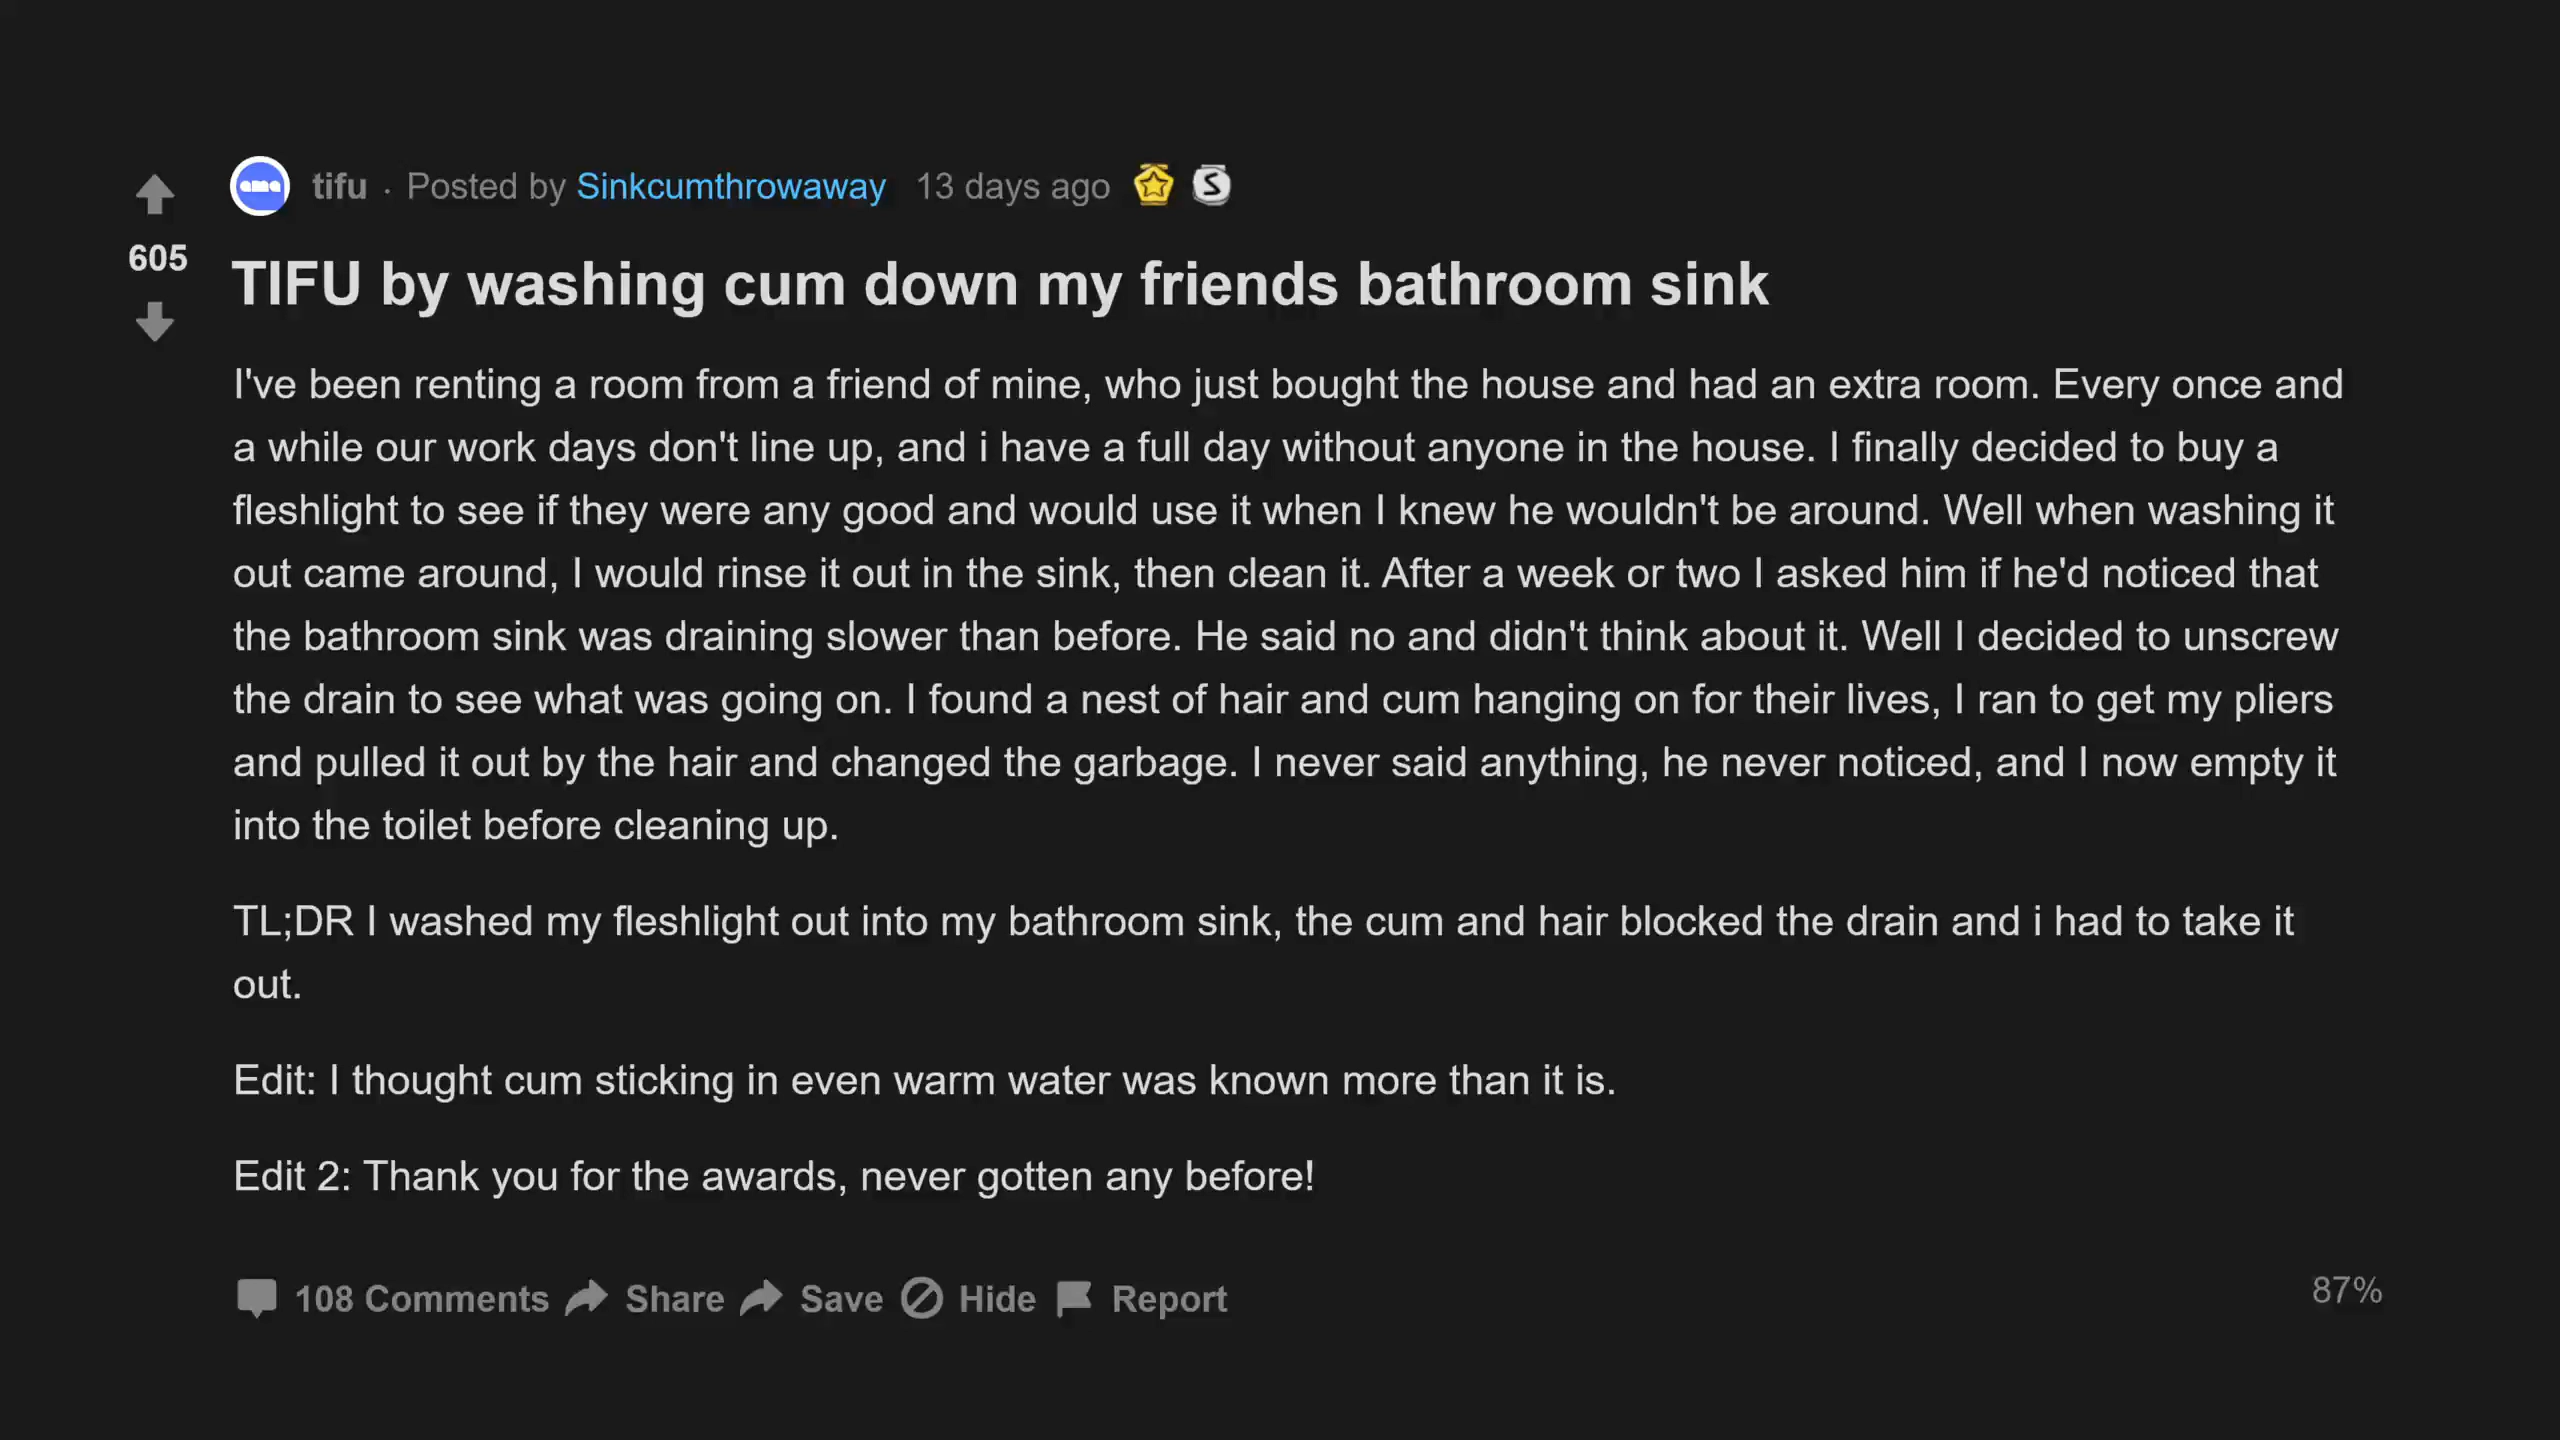 tifu · Posted by Sinkcumthrowaway 13 days ago
605
TIFU by washing cum down my friends bathroom sink
I've been renting a room from a friend of mine, who just bought the house and had an extra room. Every once and
a while our work days don't line up, and i have a full day without anyone in the house. I finally decided to buy a
fleshlight to see if they were any good and would use it when I knew he wouldn't be around. Well when washing it
out came around, I would rinse it out in the sink, then clean it. After a week or two I asked him if he'd noticed that
the bathroom sink was draining slower than before. He said no and didn't think about it. Well I decided to unscrew
the drain to see what was going on. I found a nest of hair and cum hanging on for their lives, I ran to get my pliers
and pulled it out by the hair and changed the garbage. I never said anything, he never noticed, and I now empty it
into the toilet before cleaning up.
TL;DR I washed my fleshlight out into my bathroom sink, the cum and hair blocked the drain and i had to take it
out.
Edit: I thought cum sticking in even warm water was known more than it is.
Edit 2: Thank you for the awards, never gotten any before!
108 Comments Share Save Hide Report
87%